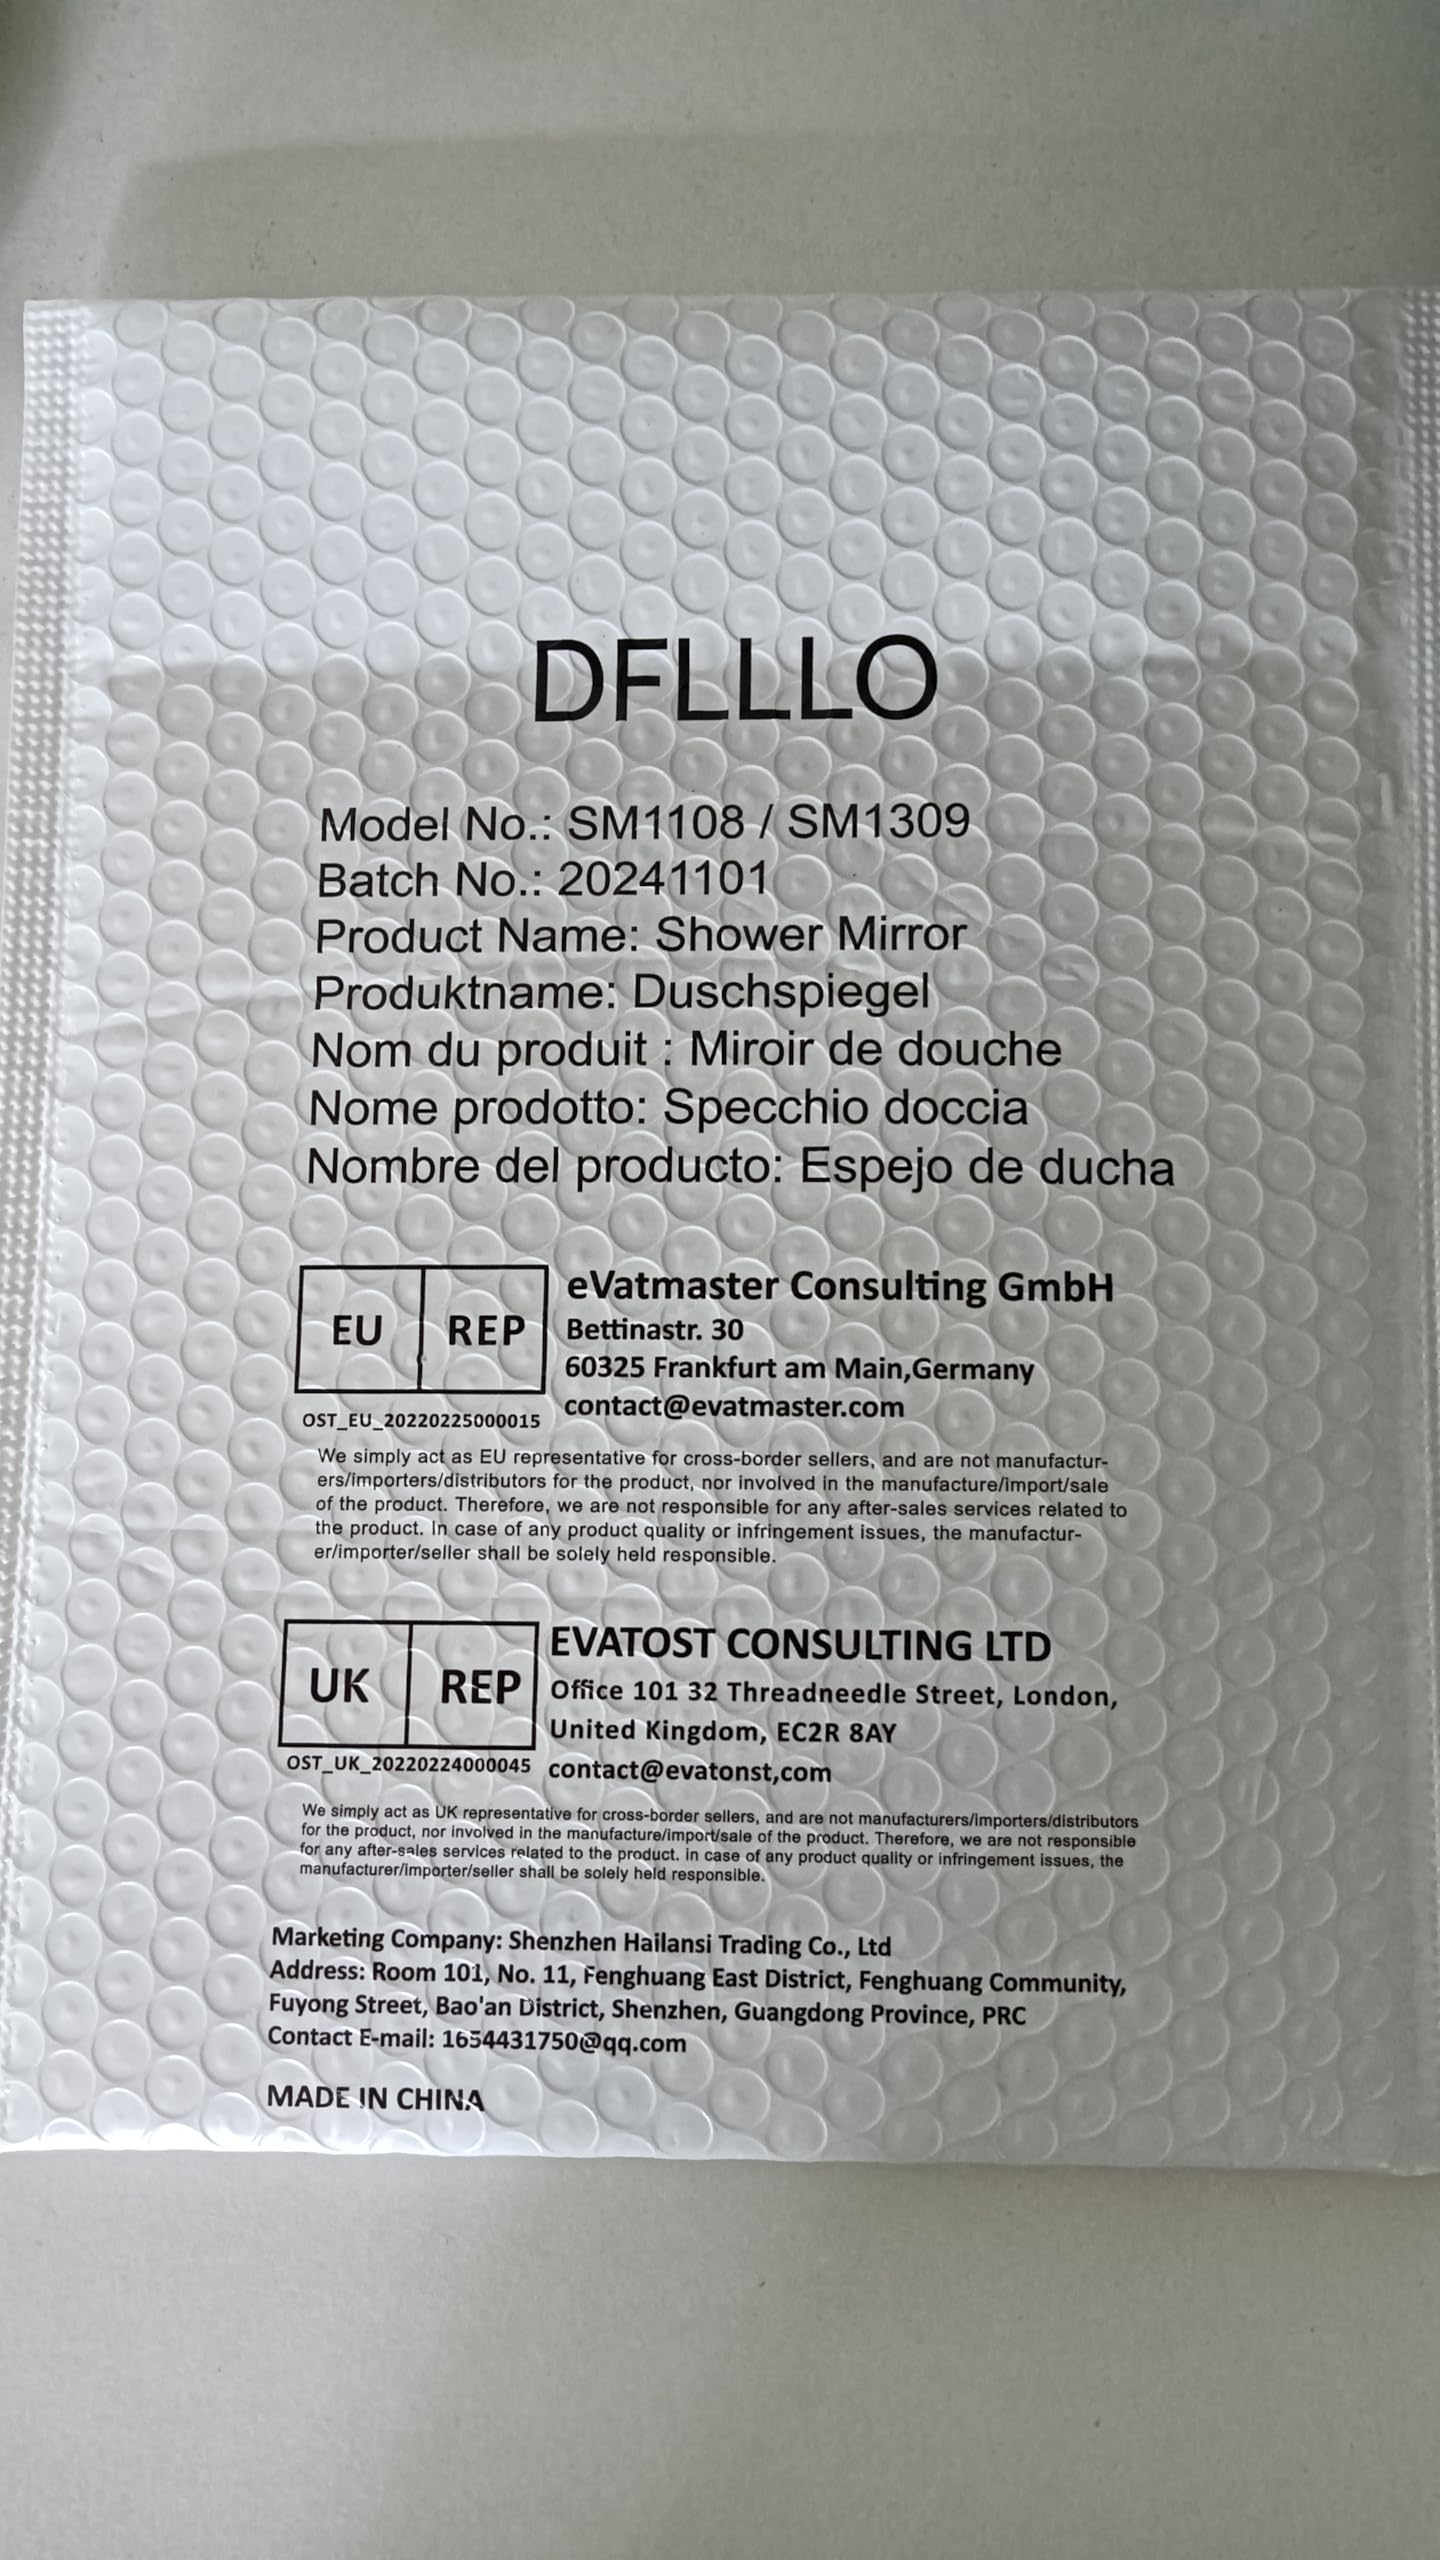 DFLLLO
Model No.: SM1108 / SM1309
Batch No.: 20241101
Product Name: Shower Mirror
Produktname: Duschspiegel
Nom du produit : Miroir de douche
Nome prodotto: Specchio doccia
Nombre del producto: Espejo de ducha
EU REP
OST_EU_20220225000015
eVatmaster Consulting GmbH
Bettinastr. 30
60325 Frankfurt am Main,Germany
contact@evatmaster.com
We simply act as EU representative for cross-border sellers, and are not manufactur-
ers/importers/distributors for the product, nor involved in the manufacture/import/sale
of the product. Therefore, we are not responsible for any after-sales services related to
the product. In case of any product quality or infringement issues, the manufactur-
er/importer/seller shall be solely held responsible.
UK REP
OST_UK_20220224000045
EVATOST CONSULTING LTD
Office 101 32 Threadneedle Street, London,
United Kingdom, EC2R 8AY
contact@evatonst,com
We simply act as UK representative for cross-border sellers, and are not manufacturers/importers/distributors
for the product, nor involved in the manufacture/import/sale of the product. Therefore, we are not responsible
for any after-sales services related to the product. in case of any product quality or infringement issues, the
manufacturer/importer/seller shall be solely held responsible.
Marketing Company: Shenzhen Hailansi Trading Co., Ltd
Address: Room 101, No. 11, Fenghuang East District, Fenghuang Community,
Fuyong Street, Bao'an District, Shenzhen, Guangdong Province, PRC
Contact E-mail: 1654431750@qq.com
MADE IN CHINA